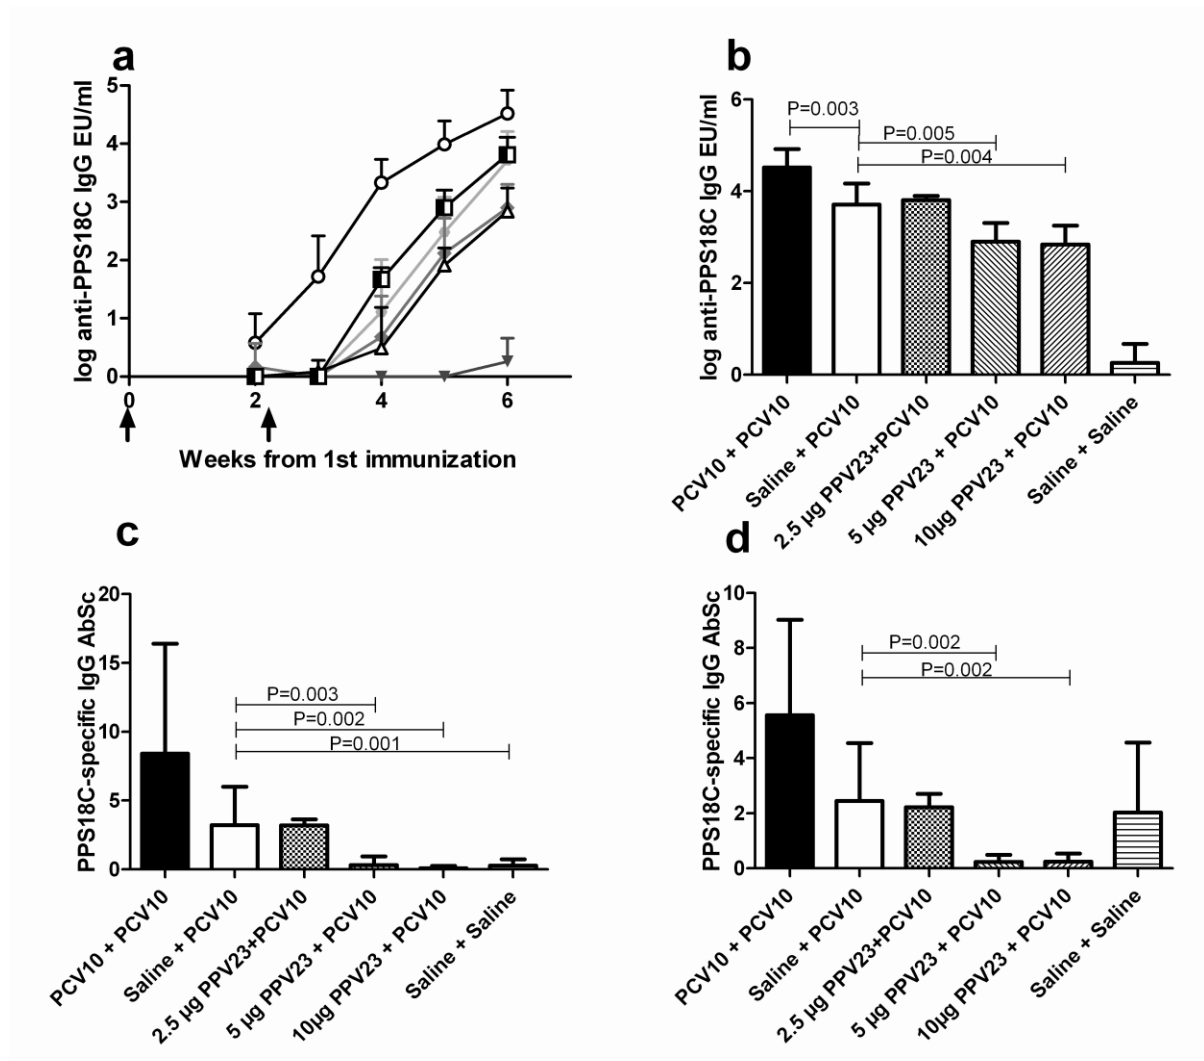 a
log anti-PPS18C IgG EU/ml
5
4
3
2
1
0
0 2 4 6
Weeks from 1st immunization
b
log anti-PPS18C IgG EU/ml
6
4
2
0
P=0.003
P=0.005
P=0.004
PCV10 + PCV10
Saline + PCV10
2.5 µg PPV23+PCV10
5 µg PPV23 + PCV10
10µg PPV23 + PCV10
Saline + Saline
c
PPS18C-specific IgG AbSc
20
15
10
5
0
P=0.003
P=0.002
P=0.001
PCV10 + PCV10
Saline + PCV10
2.5 µg PPV23+PCV10
5 µg PPV23 + PCV10
10µg PPV23 + PCV10
Saline + Saline
d
PPS18C-specific IgG AbSc
10
8
6
4
2
0
P=0.002
P=0.002
PCV10 + PCV10
Saline + PCV10
2.5 µg PPV23+PCV10
5 µg PPV23 + PCV10
10µg PPV23 + PCV10
Saline + Saline